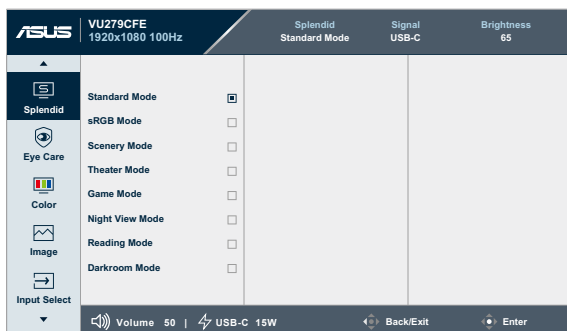 ASUS
VU279CFE
1920x1080 100Hz
Splendid
Standard Mode
Signal
USB-C
Brightness
65
Splendid
Eye Care
Color
Image
Input Select
Standard Mode
sRGB Mode
Scenery Mode
Theater Mode
Game Mode
Night View Mode
Reading Mode
Darkroom Mode
Volume 50 | USB-C 15W
Back/Exit
Enter